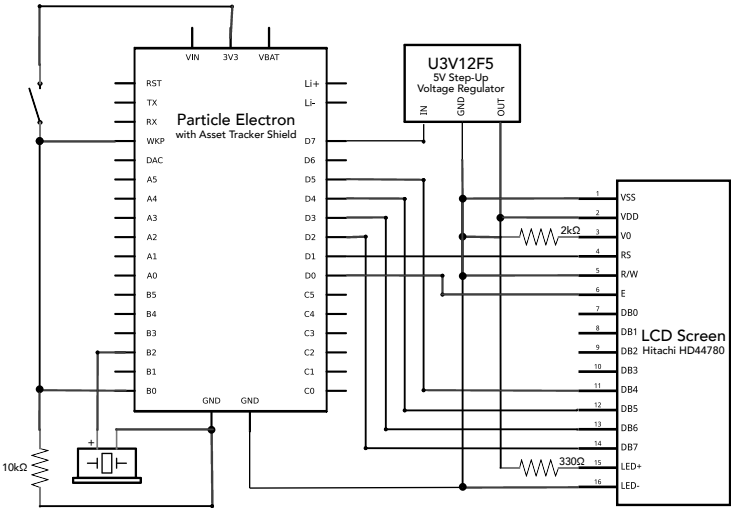 VIN 3V3 VBAT
U3V12F5
5V Step-Up
Voltage Regulator
IN GND OUT
RST Li+
TX Li-
Particle Electron
with Asset Tracker Shield
RX
WKP D7
DAC D6
A5 D5
A4 D4
A3 D3
A2 D2
A1 D1
A0 D0
B5 C5
B4 C4
B3 C3
B2 C2
B1 C1
B0 C0
GND GND
+
10kΩ
1 VSS
2 VDD
2kΩ 3 V0
4 RS
5 R/W
6 E
7 DB0
8 DB1
9 DB2
10 DB3
LCD Screen
Hitachi HD44780
11 DB4
12 DB5
13 DB6
14 DB7
330Ω 15 LED+
16 LED-